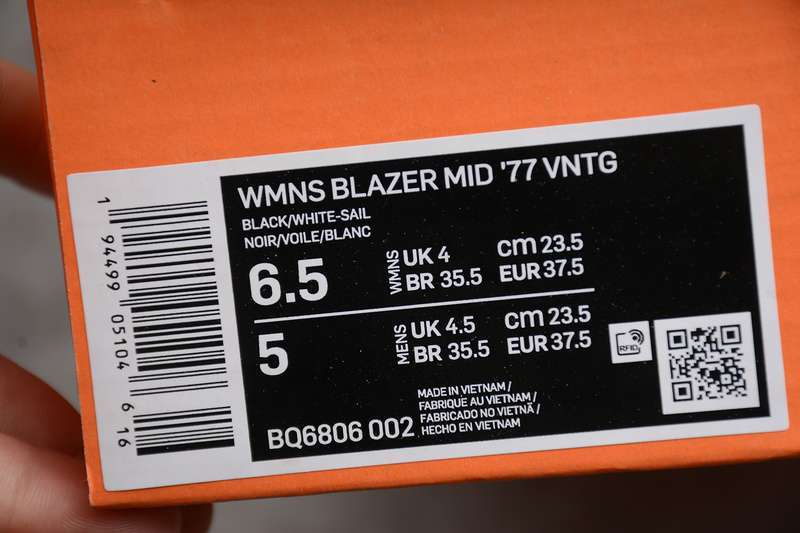 WMNS BLAZER MID '77 VNTG
BLACK/WHITE-SAIL
NOIR/VOILE/BLANC
6.5 WMNS UK 4 cm 23.5
BR 35.5 EUR 37.5
5 MENS UK 4.5 cm 23.5
BR 35.5 EUR 37.5
RFID
MADE IN VIETNAM /
FABRIQUE AU VIETNAM /
FABRICADO NO VIETNÃ /
HECHO EN VIETNAM
BQ6806 002
1 94499 05104 6 16